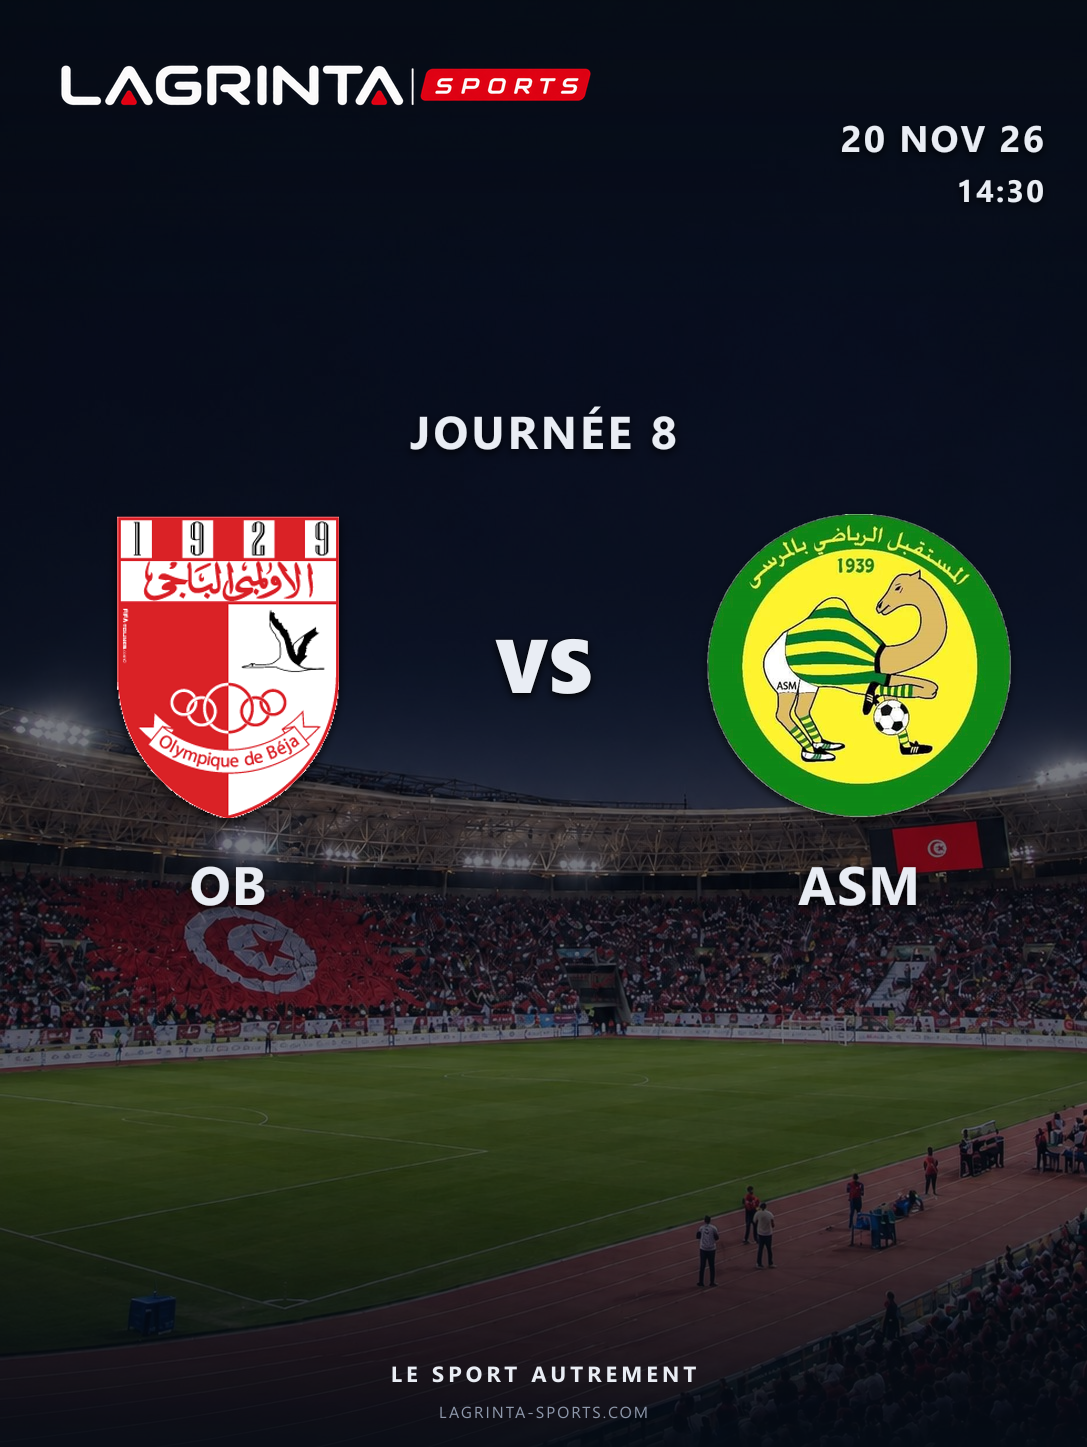 LAGRINTA SPORTS
20 NOV 26
14:30
JOURNÉE 8
1929
الأولمبي الباجي
Olympique de Béja
VS
المستقبل الرياضي بالمرسى
1939
ASM
OB
ASM
LE SPORT AUTREMENT
LAGRINTA-SPORTS.COM